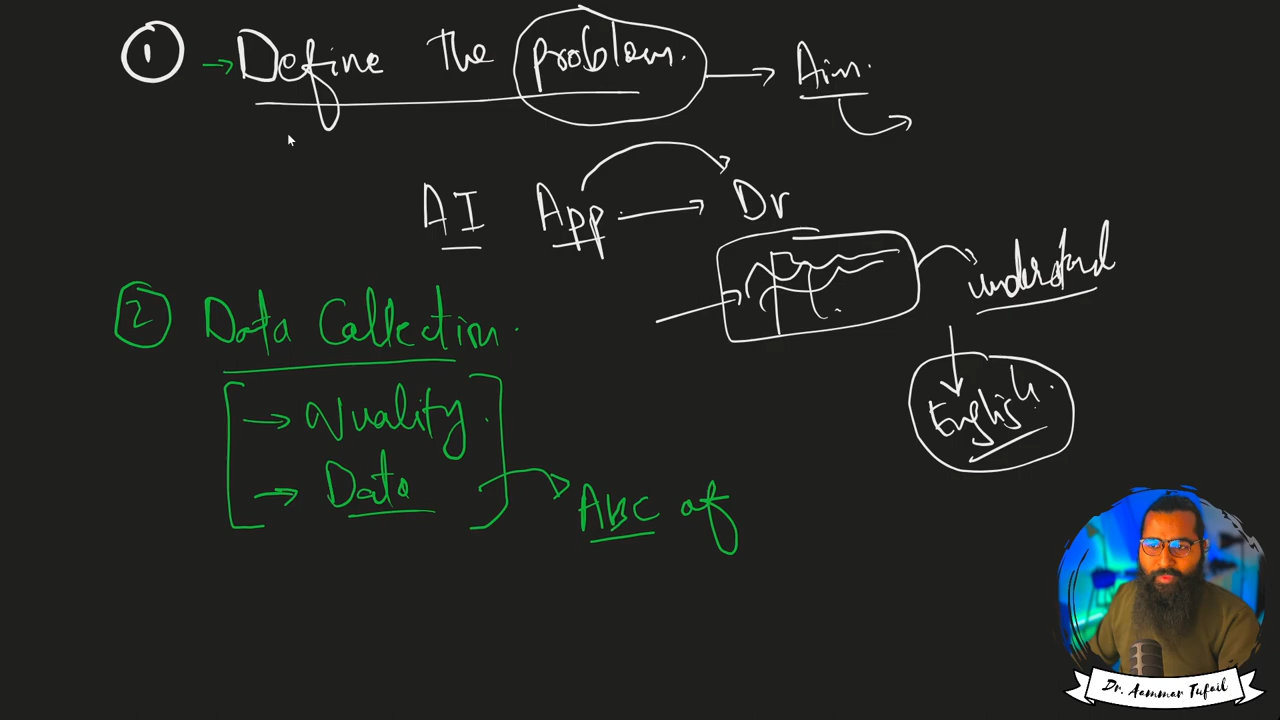 1 → Define the problem. → Aim.
AI App → Dr
understand
English.
2 Data Collection.
→ Quality.
→ Data
ABC of
Dr. Aammar Tufail